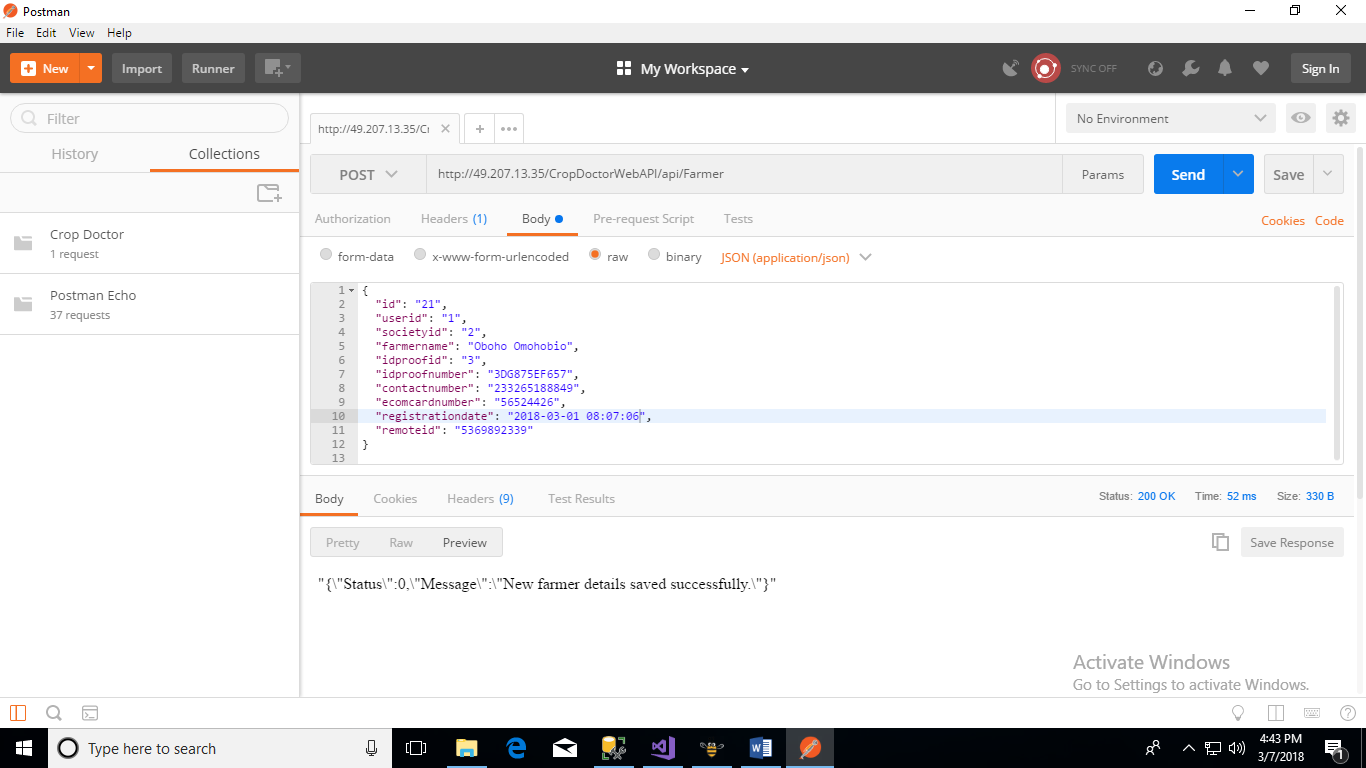 Postman
File Edit View Help
New Import Runner My Workspace SYNC OFF Sign In
Filter
History Collections
Crop Doctor
1 request
Postman Echo
37 requests
http://49.207.13.35/Cr
No Environment
POST http://49.207.13.35/CropDoctorWebAPI/api/Farmer Params Send Save
Authorization Headers (1) Body Pre-request Script Tests Cookies Code
form-data x-www-form-urlencoded raw binary JSON (application/json)
1 {
2 "id": "21",
3 "userid": "1",
4 "societyid": "2",
5 "farmername": "Oboho Omohobio",
6 "idproofid": "3",
7 "idproofnumber": "3DG875EF657",
8 "contactnumber": "233265188849",
9 "ecomcardnumber": "56524426",
10 "registrationdate": "2018-03-01 08:07:06",
11 "remoteid": "5369892339"
12 }
13
Body Cookies Headers (9) Test Results Status: 200 OK Time: 52 ms Size: 330 B
Pretty Raw Preview Save Response
"{\"Status\":0,\"Message\":\"New farmer details saved successfully.\"}"
Activate Windows
Go to Settings to activate Windows.
Type here to search
4:43 PM
3/7/2018
1